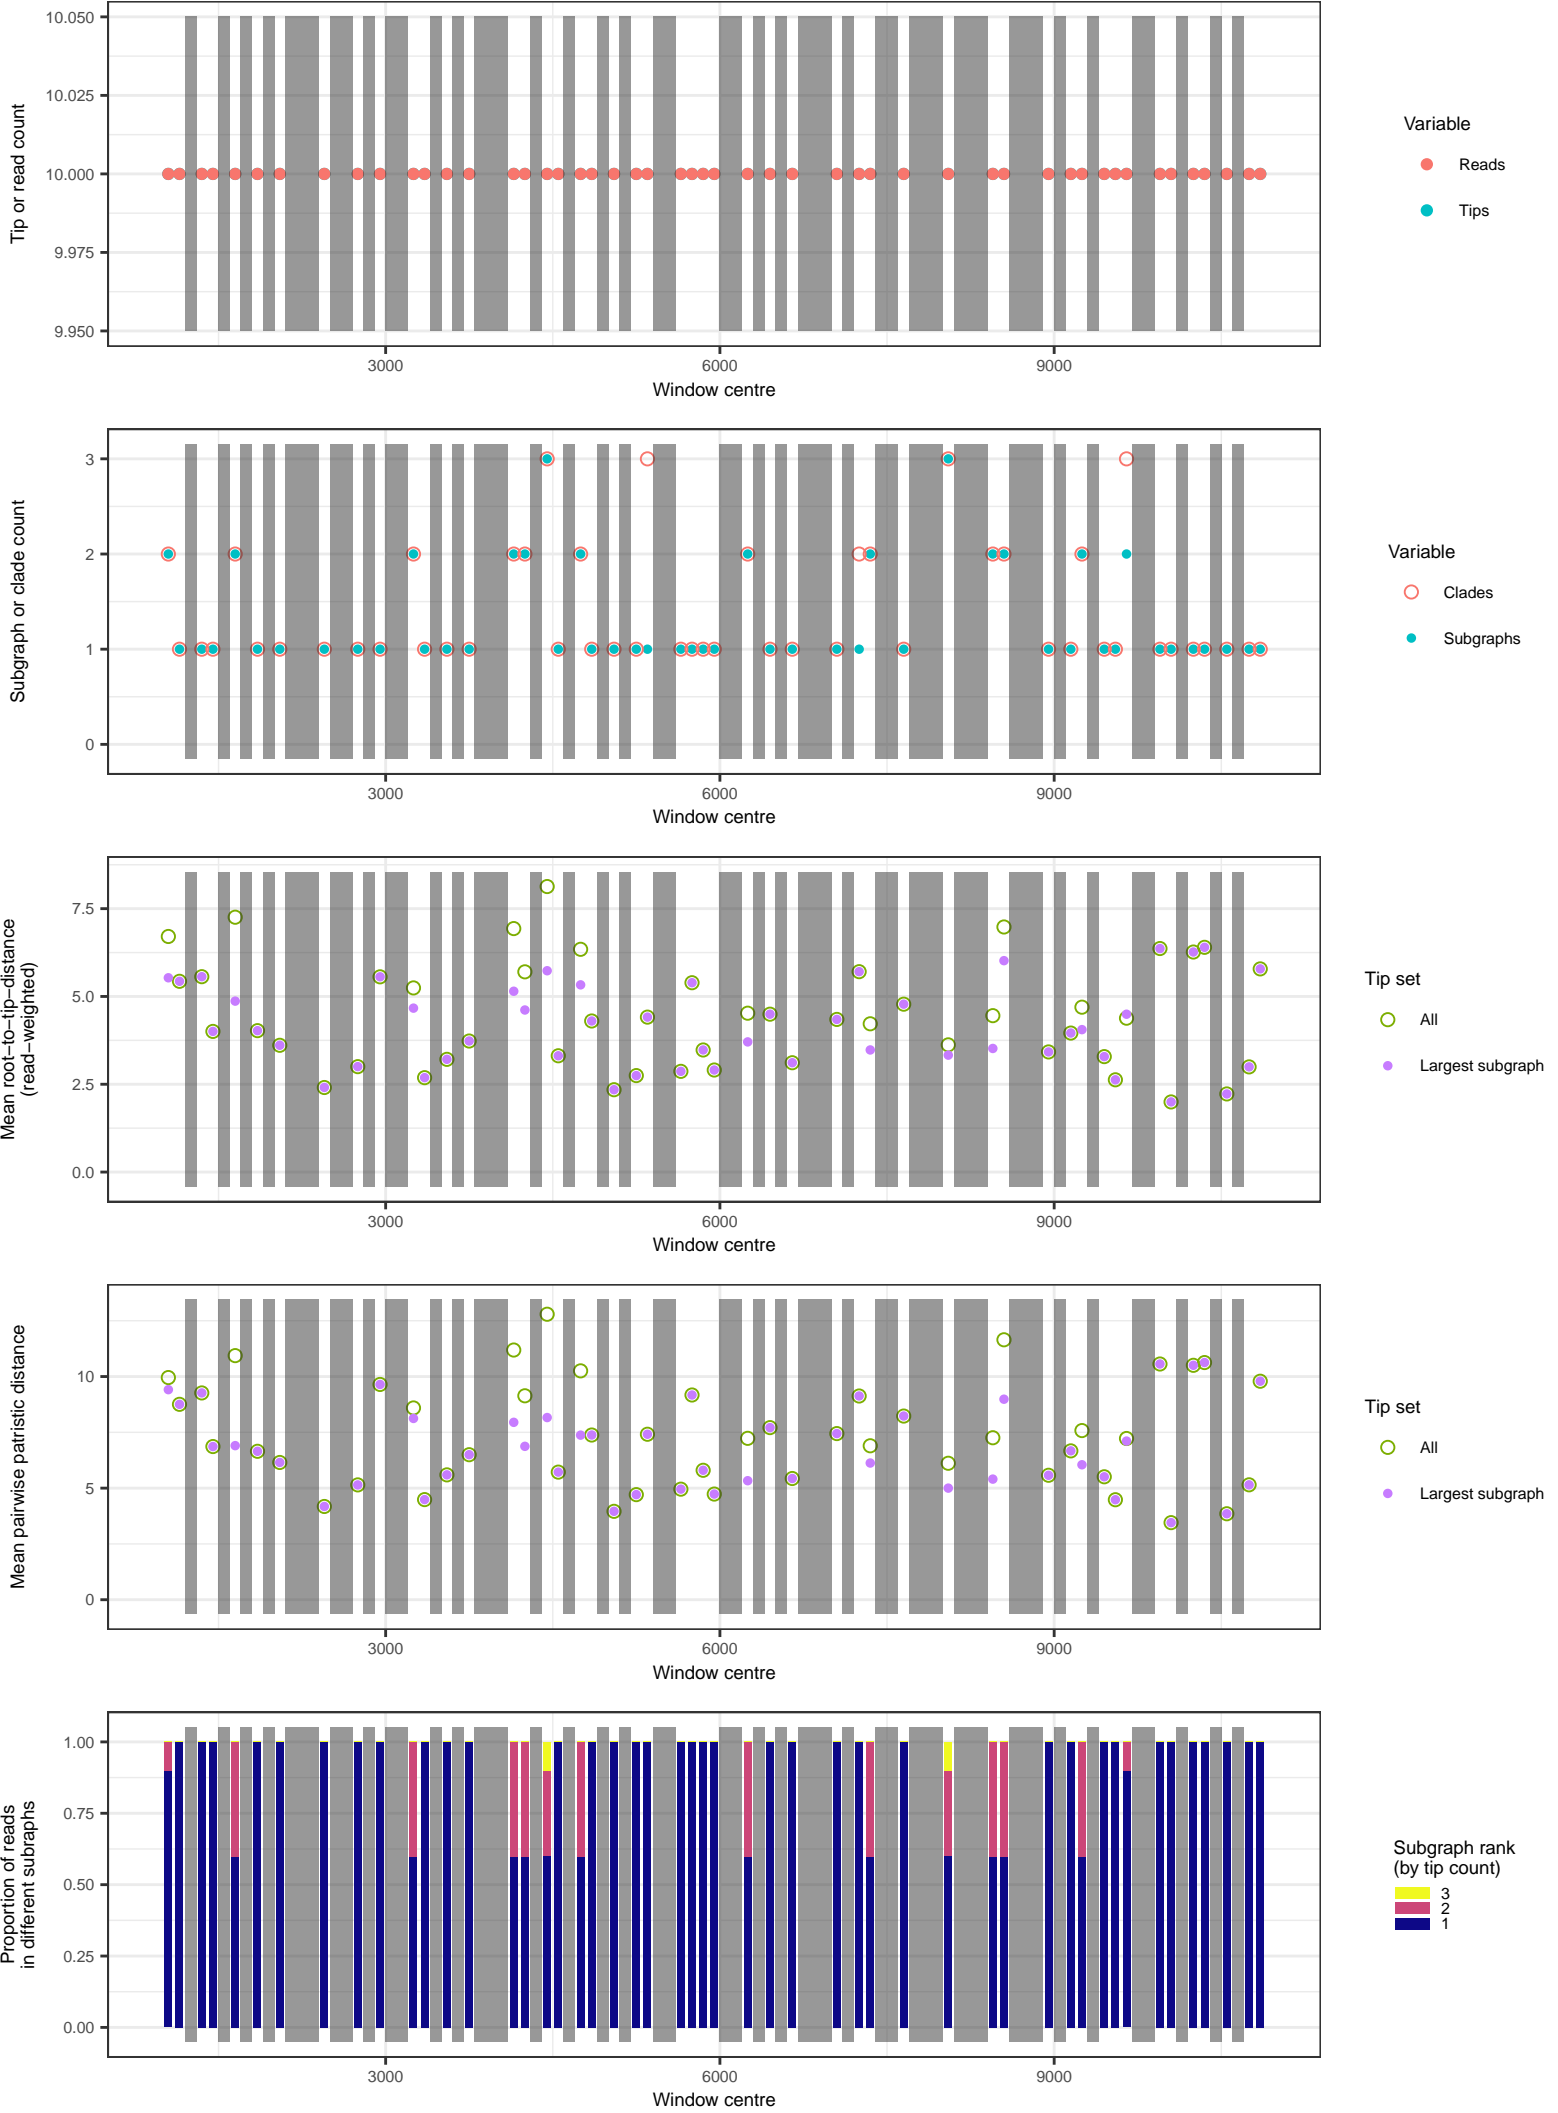 10.050
10.025
10.000
9.975
9.950
Tip or read count
3000
6000
9000
Window centre
Variable
Reads
Tips
3
2
1
0
Subgraph or clade count
3000
6000
9000
Window centre
Variable
Clades
Subgraphs
7.5
5.0
2.5
0.0
Mean root−to−tip−distance
(read−weighted)
3000
6000
9000
Window centre
Tip set
All
Largest subgraph
10
5
0
Mean pairwise patristic distance
3000
6000
9000
Window centre
Tip set
All
Largest subgraph
1.00
0.75
0.50
0.25
0.00
Proportion of reads
in different subraphs
3000
6000
9000
Window centre
Subgraph rank
(by tip count)
3
2
1